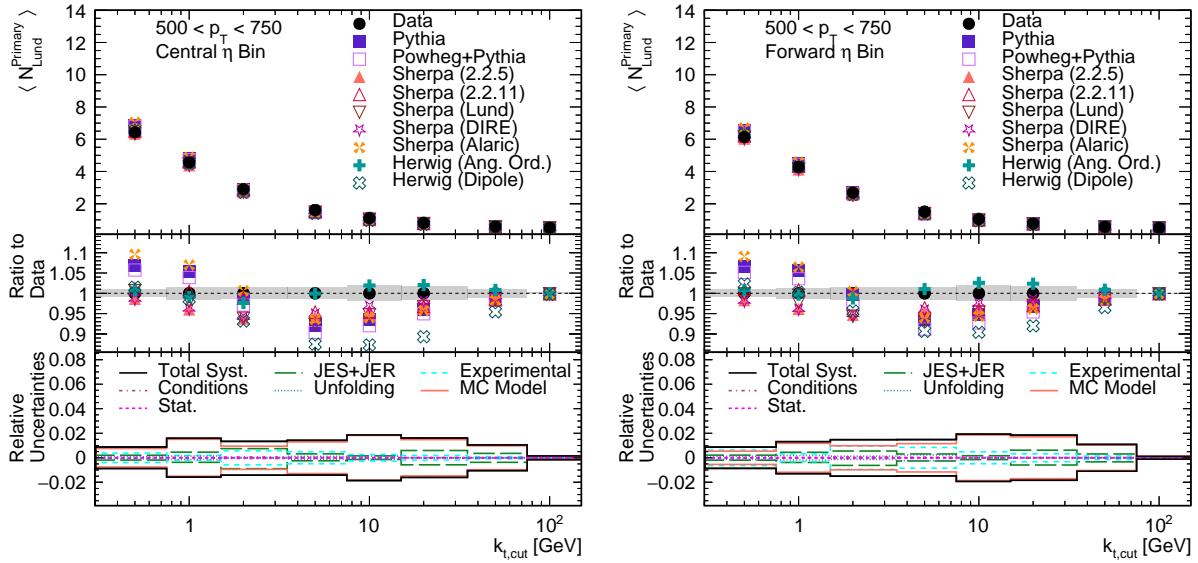 500 < p_T < 750
Central η Bin
Data
Pythia
Powheg+Pythia
Sherpa (2.2.5)
Sherpa (2.2.11)
Sherpa (Lund)
Sherpa (DIRE)
Sherpa (Alaric)
Herwig (Ang. Ord.)
Herwig (Dipole)
⟨ N_Lund^Primary ⟩
14
12
10
8
6
4
2
Ratio to
Data
1.1
1.05
1
0.95
0.9
Relative
Uncertainties
0.08
0.06
0.04
0.02
0
−0.02
Total Syst.
JES+JER
Experimental
Conditions
Unfolding
MC Model
Stat.
1
10
10²
k_t,cut [GeV]
500 < p_T < 750
Forward η Bin
Data
Pythia
Powheg+Pythia
Sherpa (2.2.5)
Sherpa (2.2.11)
Sherpa (Lund)
Sherpa (DIRE)
Sherpa (Alaric)
Herwig (Ang. Ord.)
Herwig (Dipole)
⟨ N_Lund^Primary ⟩
14
12
10
8
6
4
2
Ratio to
Data
1.1
1.05
1
0.95
0.9
Relative
Uncertainties
0.08
0.06
0.04
0.02
0
−0.02
Total Syst.
JES+JER
Experimental
Conditions
Unfolding
MC Model
Stat.
1
10
10²
k_t,cut [GeV]